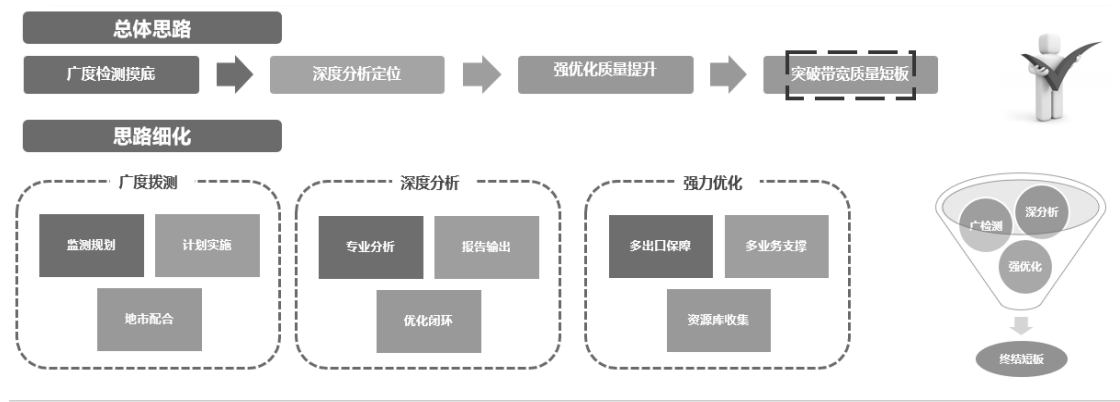 总体思路
广度检测摸底
深度分析定位
强优化质量提升
突破带宽质量短板
思路细化
广度拨测
监测规划
计划实施
地市配合
深度分析
专业分析
报告输出
优化闭环
强力优化
多出口保障
多业务支撑
资源库收集
广检测
深分析
强优化
终结短板